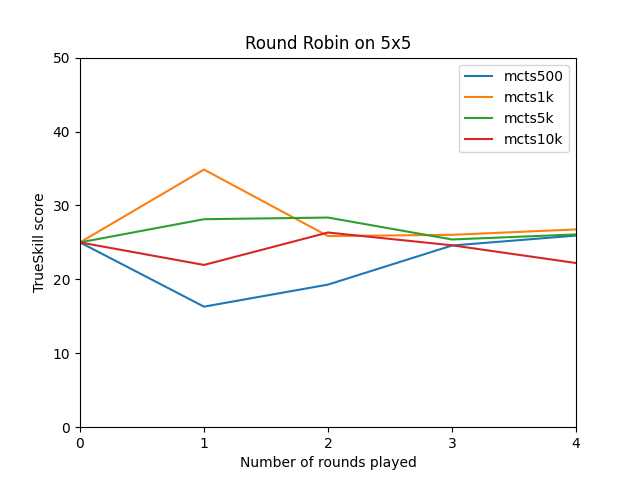 Round Robin on 5x5
TrueSkill score
50
40
30
20
10
0
mcts500
mcts1k
mcts5k
mcts10k
0 1 2 3 4
Number of rounds played